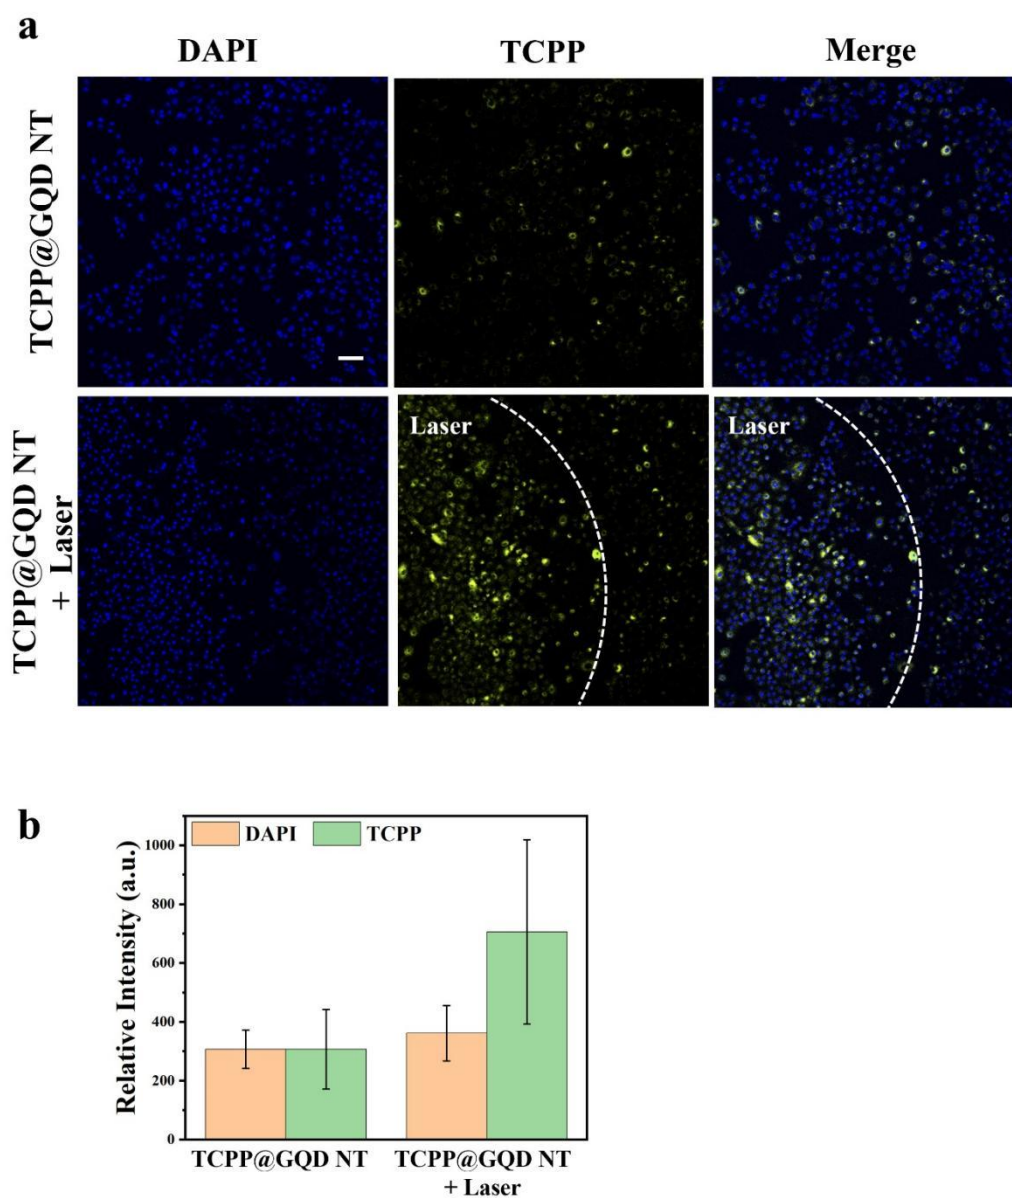 a
DAPI
TCPP
Merge
TCPP@GQD NT
TCPP@GQD NT
+ Laser
Laser
Laser
b
DAPI
TCPP
Relative Intensity (a.u.)
1000
800
600
400
200
0
TCPP@GQD NT
TCPP@GQD NT
+ Laser